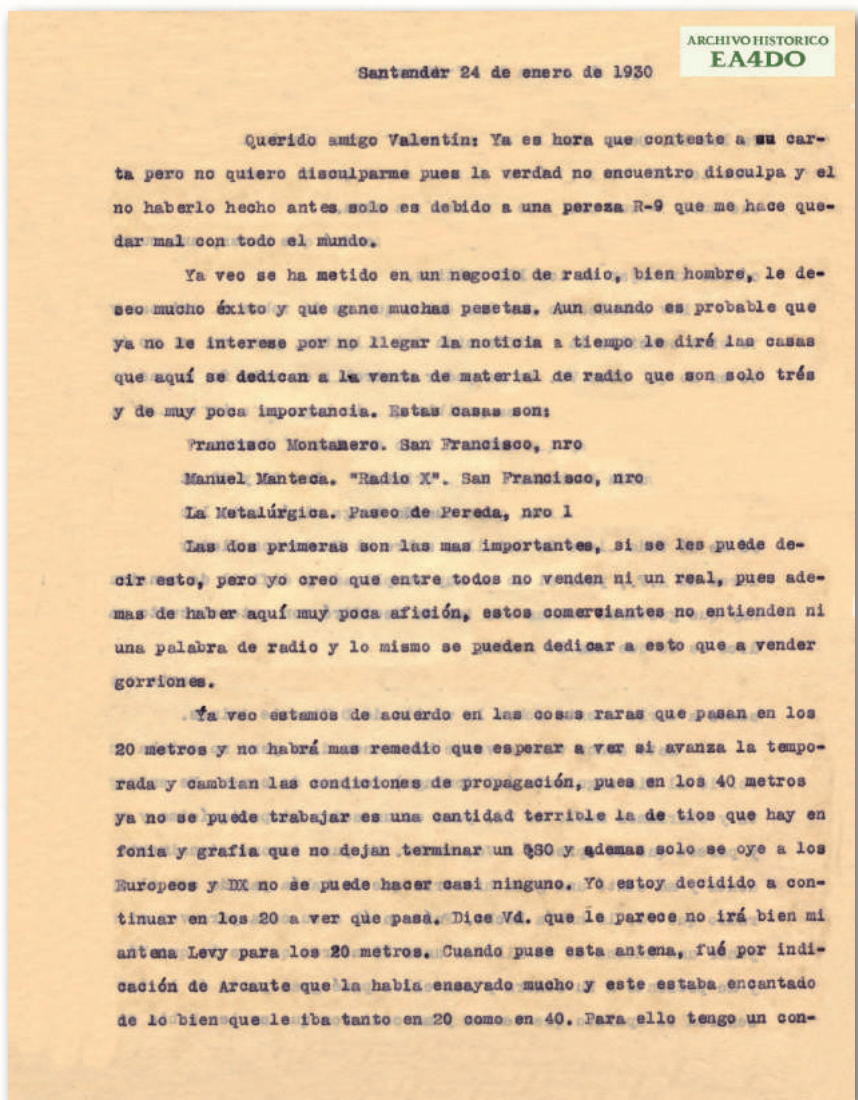 ARCHIVO HISTORICO
EA4DO
Santander 24 de enero de 1930
Querido amigo Valentín: Ya es hora que conteste a su car-
ta pero no quiero disculparme pues la verdad no encuentro disculpa y el
no haberlo hecho antes solo es debido a una pereza R-9 que me hace que-
dar mal con todo el mundo.
Ya veo se ha metido en un negocio de radio, bien hombre, le de-
seo mucho éxito y que gane muchas pesetas. Aun cuando es probable que
ya no le interese por no llegar la noticia a tiempo le diré las casas
que aquí se dedican a la venta de material de radio que son solo trés
y de muy poca importancia. Estas casas son:
Francisco Montanero. San Francisco, nro
Manuel Manteca. "Radio X". San Francisco, nro
La Metalúrgica. Paseo de Pereda, nro 1
Las dos primeras son las mas importantes, si se les puede de-
cir esto, pero yo creo que entre todos no venden ni un real, pues ade-
mas de haber aquí muy poca afición, estos comerciantes no entienden ni
una palabra de radio y lo mismo se pueden dedicar a esto que a vender
gorriones.
Ya veo estamos de acuerdo en las cosas raras que pasan en los
20 metros y no habrá mas remedio que esperar a ver si avanza la tempo-
rada y cambian las condiciones de propagación, pues en los 40 metros
ya no se puede trabajar es una cantidad terrible la de tios que hay en
fonia y grafia que no dejan terminar un QSO y ademas solo se oye a los
Europeos y DX no se puede hacer casi ninguno. Yo estoy decidido a con-
tinuar en los 20 a ver que pasa. Dice Vd. que le parece no irá bien mi
antena Levy para los 20 metros. Cuando puse esta antena, fué por indi-
cación de Arcaute que la habia ensayado mucho y este estaba encantado
de lo bien que le iba tanto en 20 como en 40. Para ello tengo un con-